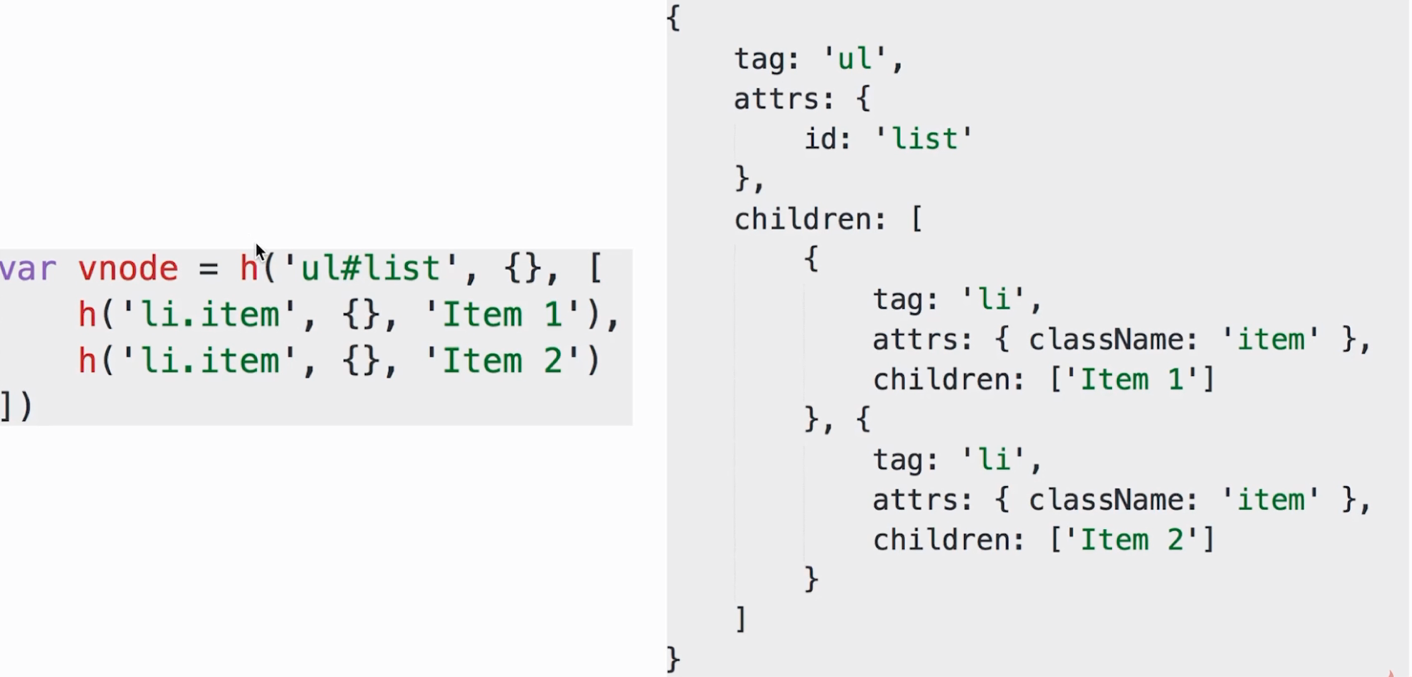 var vnode = h('ul#list', {}, [
    h('li.item', {}, 'Item 1'),
    h('li.item', {}, 'Item 2')
])
{
    tag: 'ul',
    attrs: {
        id: 'list'
    },
    children: [
        {
            tag: 'li',
            attrs: { className: 'item' },
            children: ['Item 1']
        }, {
            tag: 'li',
            attrs: { className: 'item' },
            children: ['Item 2']
        }
    ]
}